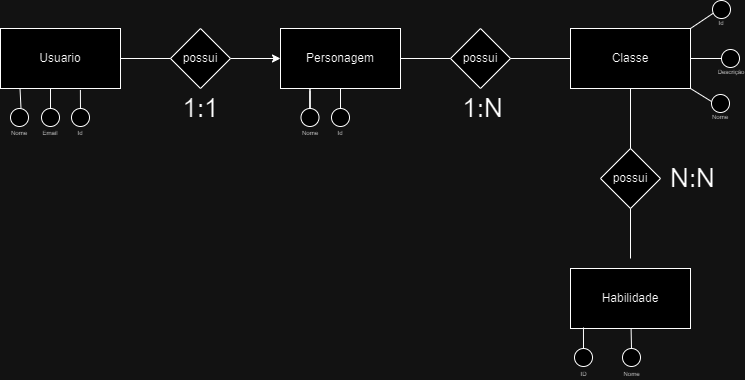 Id
Usuario
possui
Personagem
possui
Classe
Descrição
1:1
1:N
Nome
Nome
Email
Id
Nome
Id
possui
N:N
Habilidade
ID
Nome